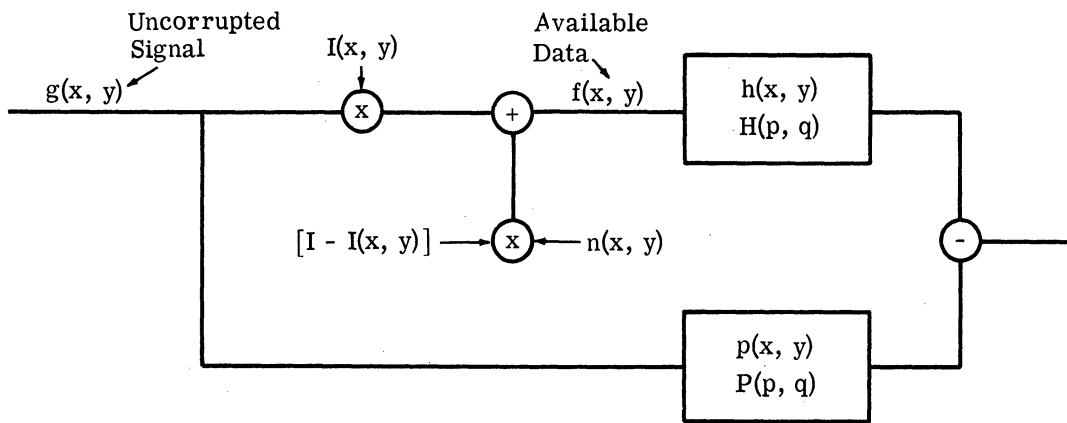 Uncorrupted
Signal
I(x, y)
Available
Data
g(x, y)
f(x, y)
x
+
h(x, y)
H(p, q)
[I - I(x, y)]
x
n(x, y)
-
p(x, y)
P(p, q)